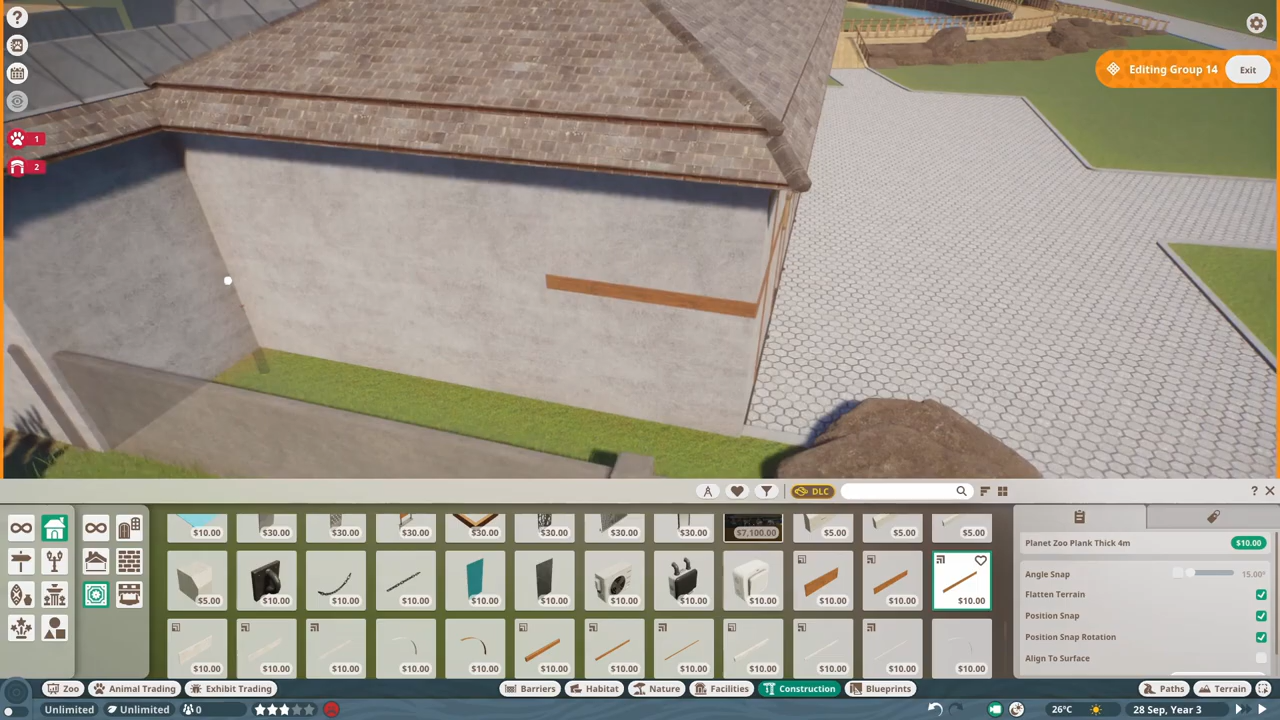 ?
Editing Group 14 Exit
1
2
DLC
? ×
$10.00 $30.00 $30.00 $30.00 $30.00 $30.00 $30.00 $30.00 $7,100.00 $5.00 $5.00 $5.00
$5.00 $10.00 $10.00 $10.00 $10.00 $10.00 $10.00 $10.00 $10.00 $10.00 $10.00 $10.00
$10.00 $10.00 $10.00 $10.00 $10.00 $10.00 $10.00 $10.00 $10.00 $10.00 $10.00 $10.00
Planet Zoo Plank Thick 4m $10.00
Angle Snap 15.00°
Flatten Terrain
Position Snap
Position Snap Rotation
Align To Surface
Zoo Animal Trading Exhibit Trading Barriers Habitat Nature Facilities Construction Blueprints Paths Terrain
Unlimited Unlimited 0 26°C 28 Sep, Year 3